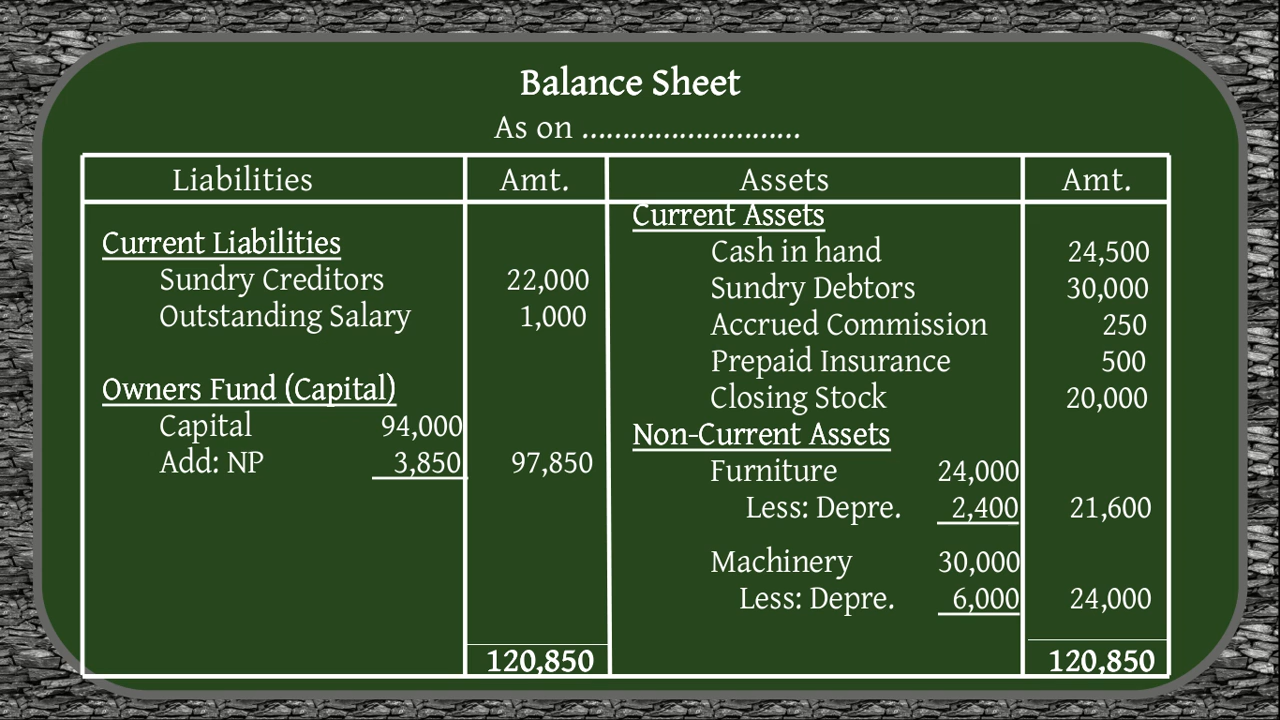 Balance Sheet
As on ...........................
Liabilities Amt. Assets Amt.
Current Assets
Current Liabilities
Cash in hand 24,500
Sundry Creditors 22,000
Sundry Debtors 30,000
Outstanding Salary 1,000
Accrued Commission 250
Prepaid Insurance 500
Owners Fund (Capital)
Closing Stock 20,000
Capital 94,000
Non-Current Assets
Add: NP 3,850 97,850
Furniture 24,000
Less: Depre. 2,400 21,600
Machinery 30,000
Less: Depre. 6,000 24,000
120,850 120,850